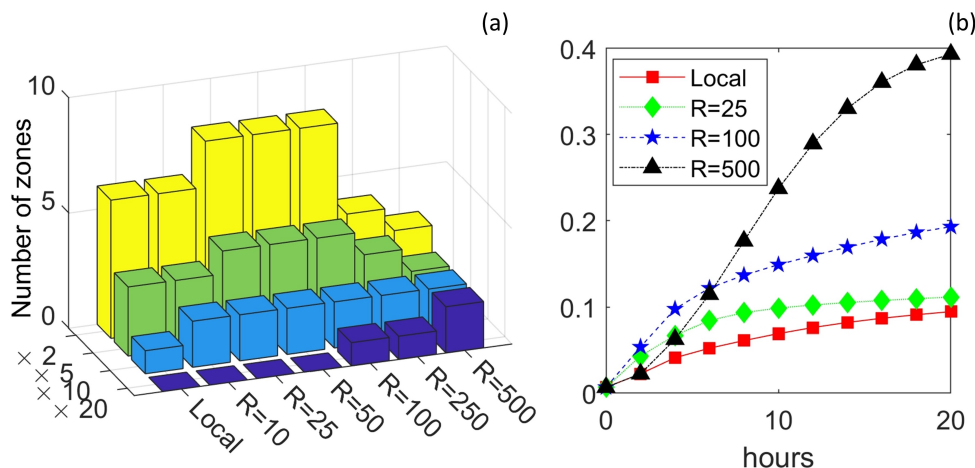 (a)
Number of zones
10
5
0
× 2
× 5
× 10
× 20
Local
R=10
R=25
R=50
R=100
R=250
R=500
(b)
0.4
0.3
0.2
0.1
0
Local
R=25
R=100
R=500
0
10
20
hours